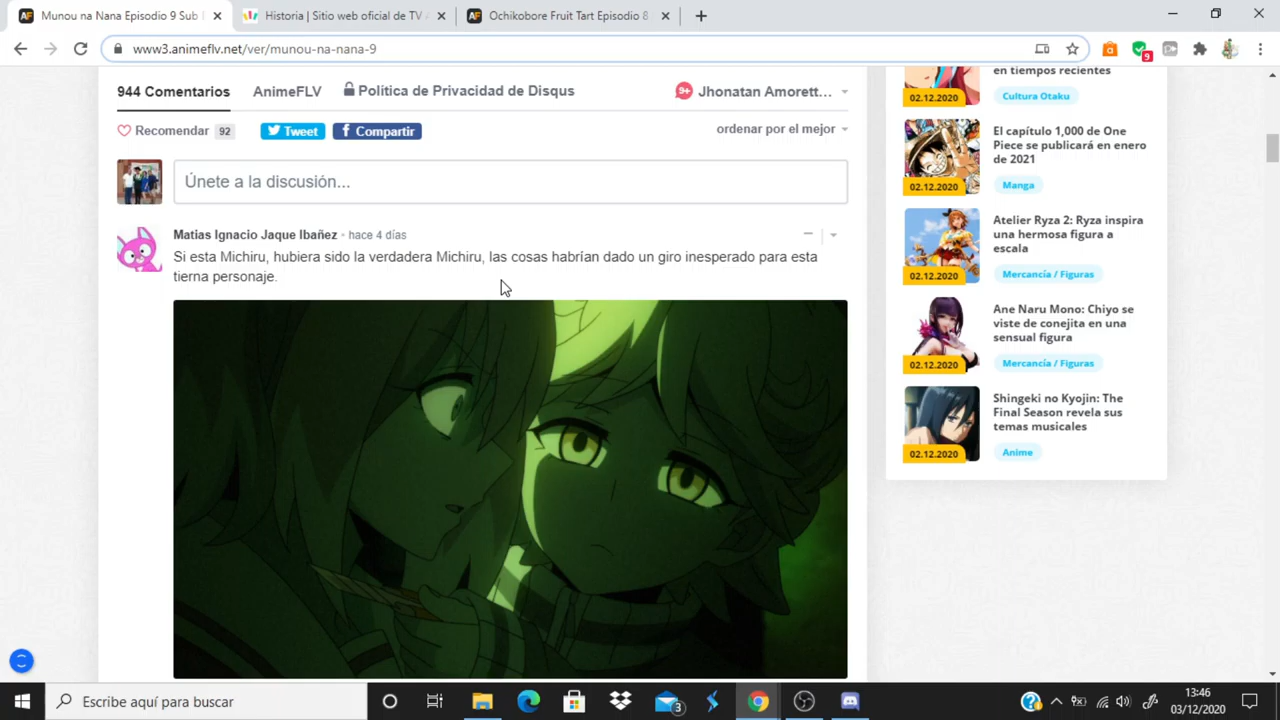 Munou na Nana Episodio 9 Sub
Historia | Sitio web oficial de TV A
Ochikobore Fruit Tart Episodio 8
www3.animeflv.net/ver/munou-na-nana-9
9
944 Comentarios
AnimeFLV
Política de Privacidad de Disqus
9+
Jhonatan Amorett...
Recomendar 92
Tweet
Compartir
ordenar por el mejor
Únete a la discusión...
Matias Ignacio Jaque Ibañez • hace 4 días
Si esta Michiru, hubiera sido la verdadera Michiru, las cosas habrían dado un giro inesperado para esta
tierna personaje.
en tiempos recientes
02.12.2020
Cultura Otaku
El capítulo 1,000 de One
Piece se publicará en enero
de 2021
02.12.2020
Manga
Atelier Ryza 2: Ryza inspira
una hermosa figura a
escala
02.12.2020
Mercancía / Figuras
Ane Naru Mono: Chiyo se
viste de conejita en una
sensual figura
02.12.2020
Mercancía / Figuras
Shingeki no Kyojin: The
Final Season revela sus
temas musicales
02.12.2020
Anime
Escribe aquí para buscar
3
13:46
03/12/2020